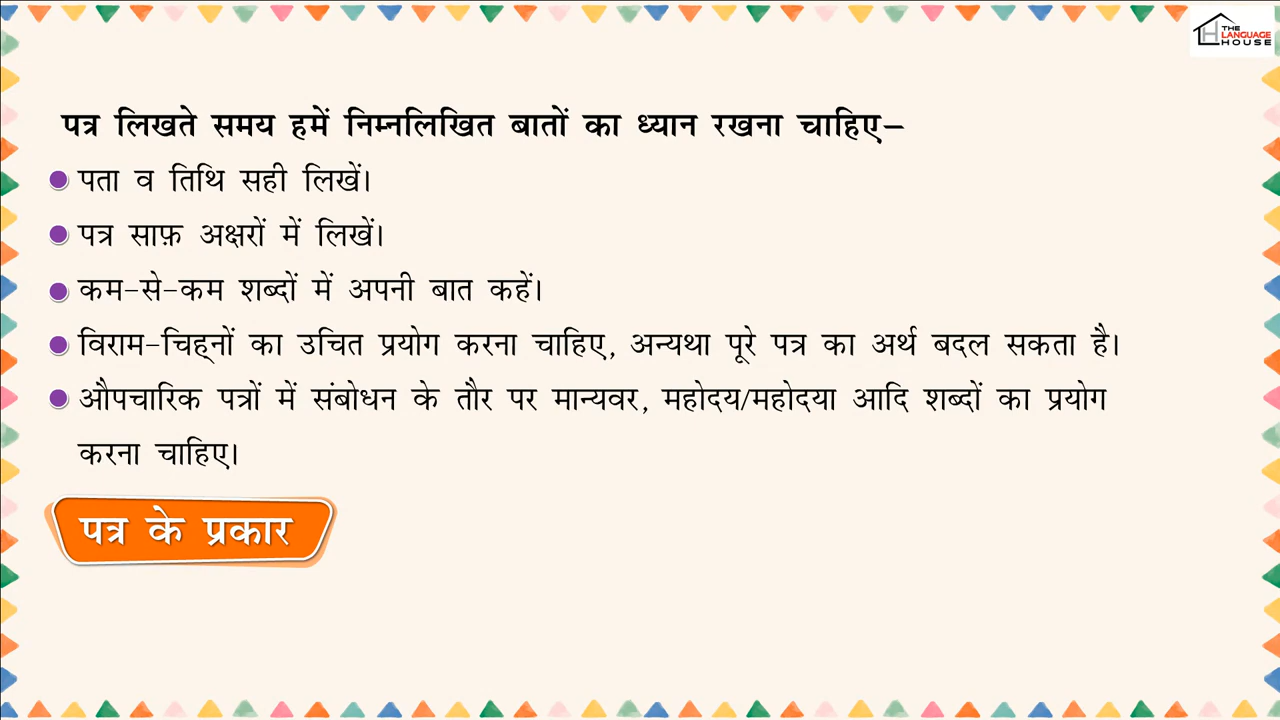 THE
LANGUAGE
HOUSE
पत्र लिखते समय हमें निम्नलिखित बातों का ध्यान रखना चाहिए–
पता व तिथि सही लिखें।
पत्र साफ़ अक्षरों में लिखें।
कम-से-कम शब्दों में अपनी बात कहें।
विराम-चिह्‌नों का उचित प्रयोग करना चाहिए, अन्यथा पूरे पत्र का अर्थ बदल सकता है।
औपचारिक पत्रों में संबोधन के तौर पर मान्यवर, महोदय/महोदया आदि शब्दों का प्रयोग
करना चाहिए।
पत्र के प्रकार